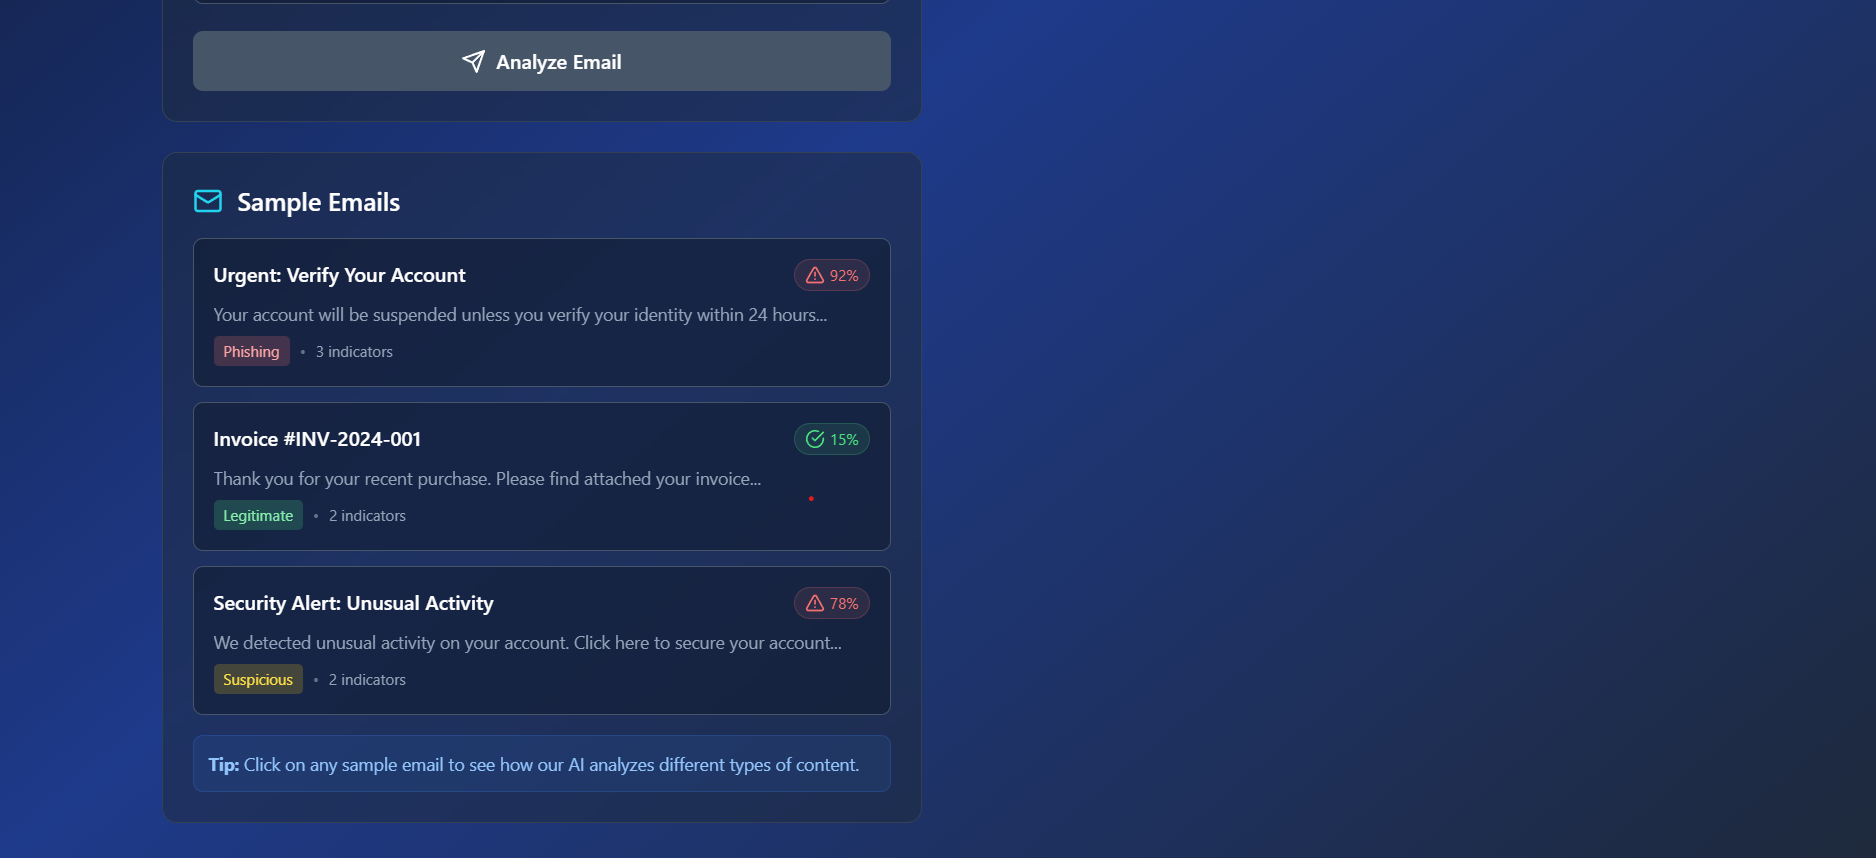 Analyze Email
Sample Emails
Urgent: Verify Your Account
92%
Your account will be suspended unless you verify your identity within 24 hours...
Phishing • 3 indicators
Invoice #INV-2024-001
15%
Thank you for your recent purchase. Please find attached your invoice...
Legitimate • 2 indicators
Security Alert: Unusual Activity
78%
We detected unusual activity on your account. Click here to secure your account...
Suspicious • 2 indicators
Tip: Click on any sample email to see how our AI analyzes different types of content.